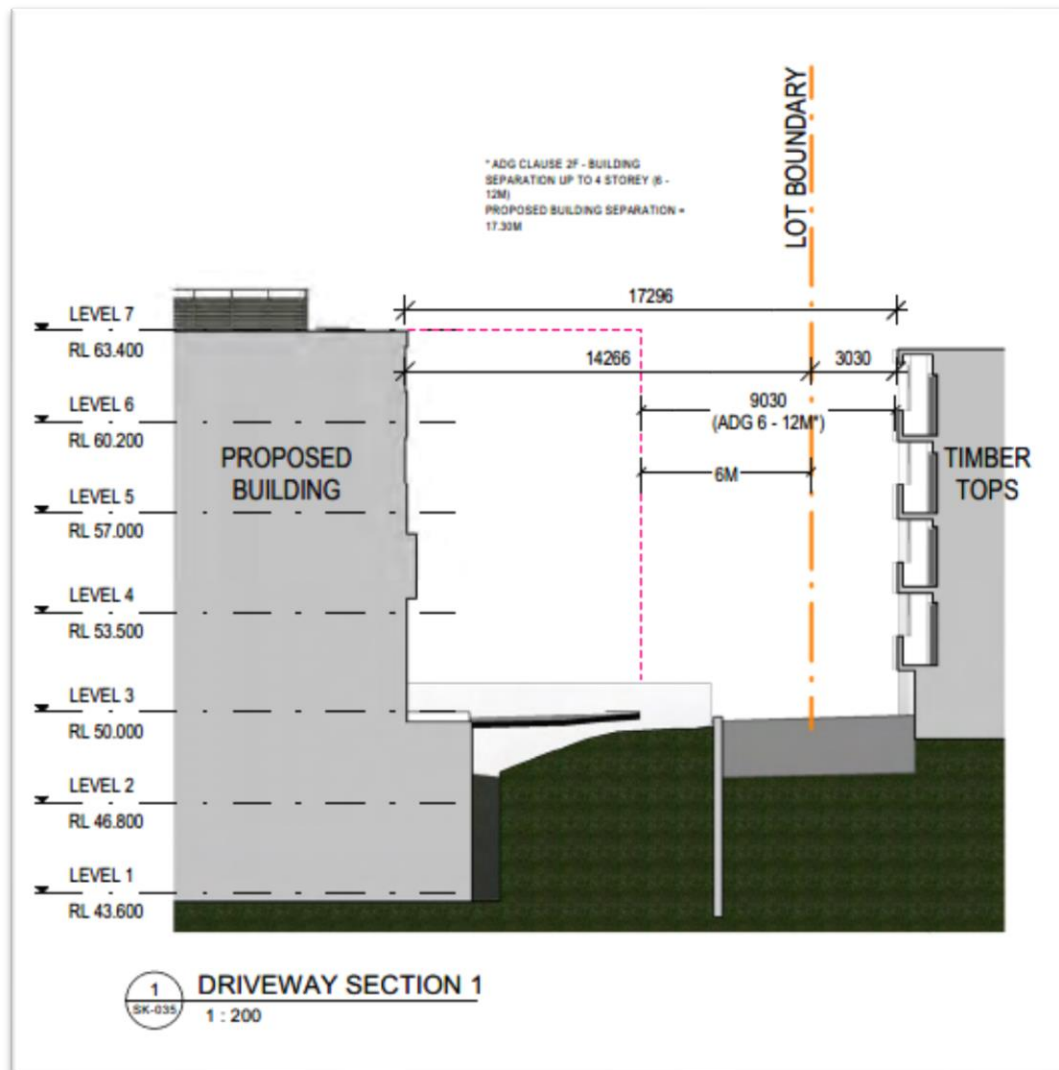 LOT BOUNDARY
* ADG CLAUSE 2F - BUILDING
SEPARATION UP TO 4 STOREY (6 -
12M)
PROPOSED BUILDING SEPARATION =
17.30M
17296
LEVEL 7
RL 63.400
14266
3030
9030
(ADG 6 - 12M*)
LEVEL 6
RL 60.200
PROPOSED
BUILDING
6M
TIMBER
TOPS
LEVEL 5
RL 57.000
LEVEL 4
RL 53.500
LEVEL 3
RL 50.000
LEVEL 2
RL 46.800
LEVEL 1
RL 43.600
1
SK-035
DRIVEWAY SECTION 1
1 : 200